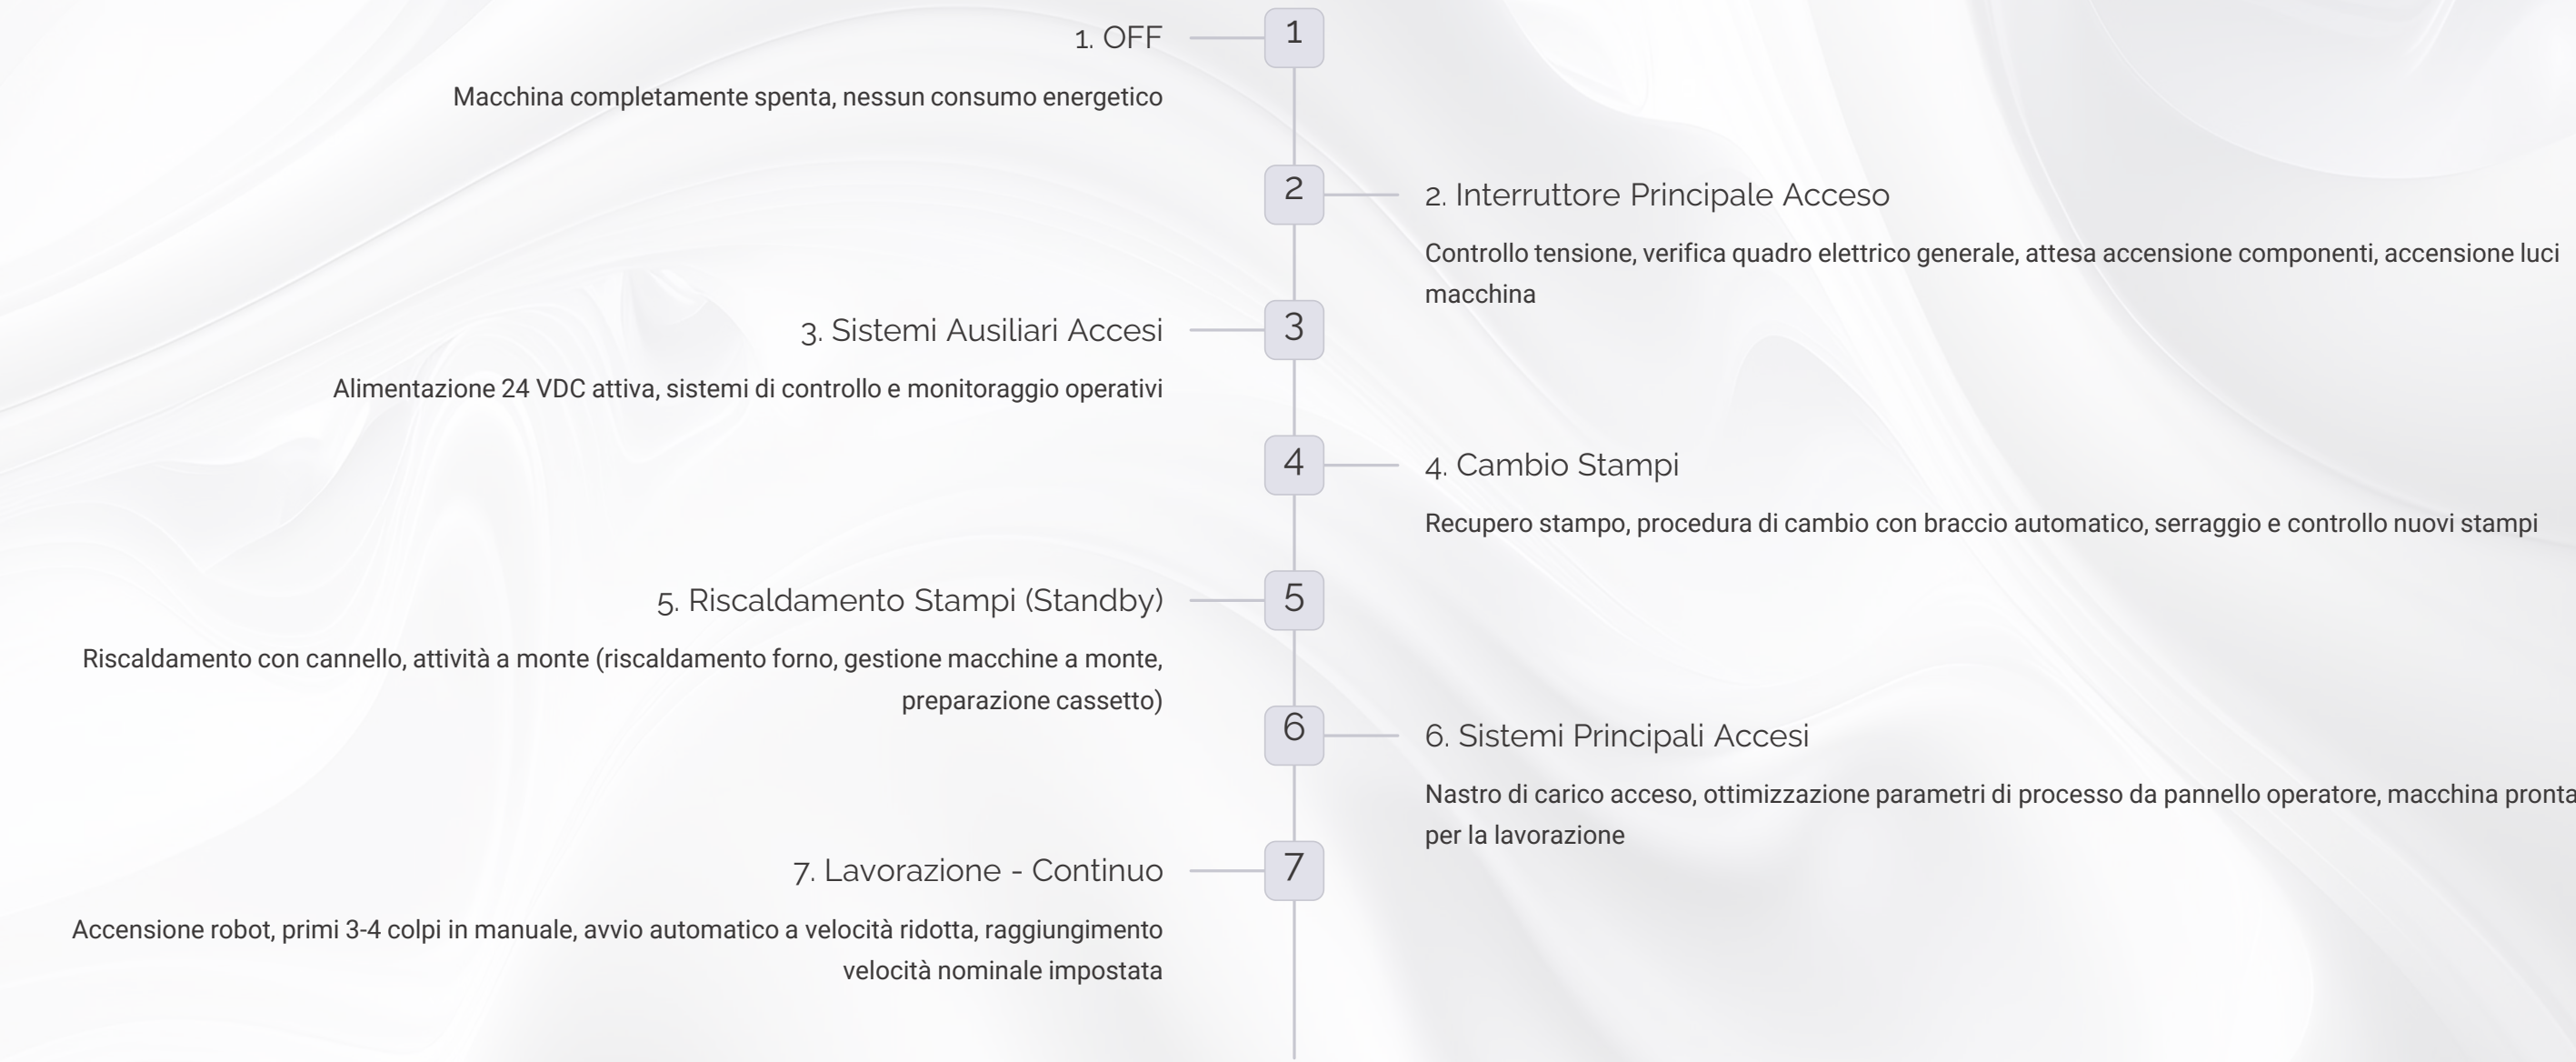 1. OFF
1
Macchina completamente spenta, nessun consumo energetico
2
2. Interruttore Principale Acceso
Controllo tensione, verifica quadro elettrico generale, attesa accensione componenti, accensione luci
macchina
3. Sistemi Ausiliari Accesi
3
Alimentazione 24 VDC attiva, sistemi di controllo e monitoraggio operativi
4
4. Cambio Stampi
Recupero stampo, procedura di cambio con braccio automatico, serraggio e controllo nuovi stampi
5. Riscaldamento Stampi (Standby)
5
Riscaldamento con cannello, attività a monte (riscaldamento forno, gestione macchine a monte,
preparazione cassetto)
6
6. Sistemi Principali Accesi
Nastro di carico acceso, ottimizzazione parametri di processo da pannello operatore, macchina pronta
per la lavorazione
7. Lavorazione - Continuo
7
Accensione robot, primi 3-4 colpi in manuale, avvio automatico a velocità ridotta, raggiungimento
velocità nominale impostata